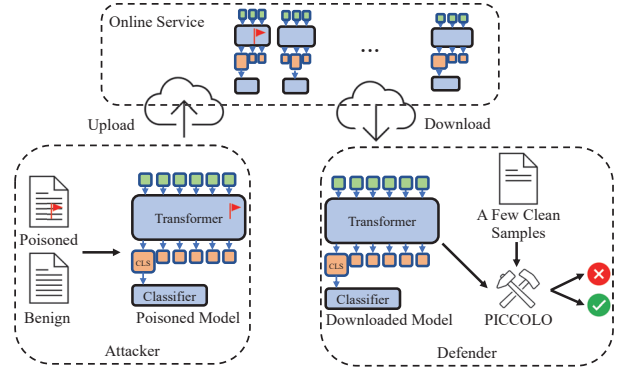 Online Service
...
Upload
Download
Poisoned
Benign
Transformer
CLS
Classifier
Poisoned Model
Attacker
Transformer
CLS
Classifier
Downloaded Model
A Few Clean
Samples
PICCOLO
Defender